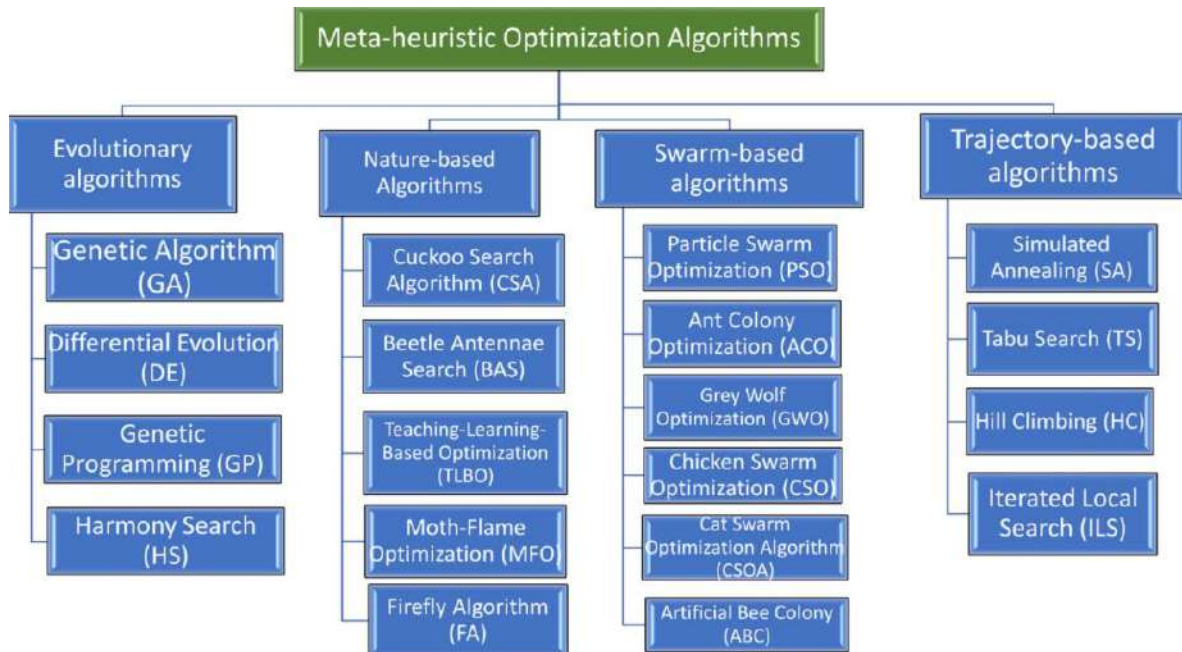 Meta-heuristic Optimization Algorithms
Evolutionary
algorithms
Genetic Algorithm
(GA)
Differential Evolution
(DE)
Genetic
Programming (GP)
Harmony Search
(HS)
Nature-based
Algorithms
Cuckoo Search
Algorithm (CSA)
Beetle Antennae
Search (BAS)
Teaching-Learning-
Based Optimization
(TLBO)
Moth-Flame
Optimization (MFO)
Firefly Algorithm
(FA)
Swarm-based
algorithms
Particle Swarm
Optimization (PSO)
Ant Colony
Optimization (ACO)
Grey Wolf
Optimization (GWO)
Chicken Swarm
Optimization (CSO)
Cat Swarm
Optimization Algorithm
(CSOA)
Artificial Bee Colony
(ABC)
Trajectory-based
algorithms
Simulated
Annealing (SA)
Tabu Search (TS)
Hill Climbing (HC)
Iterated Local
Search (ILS)